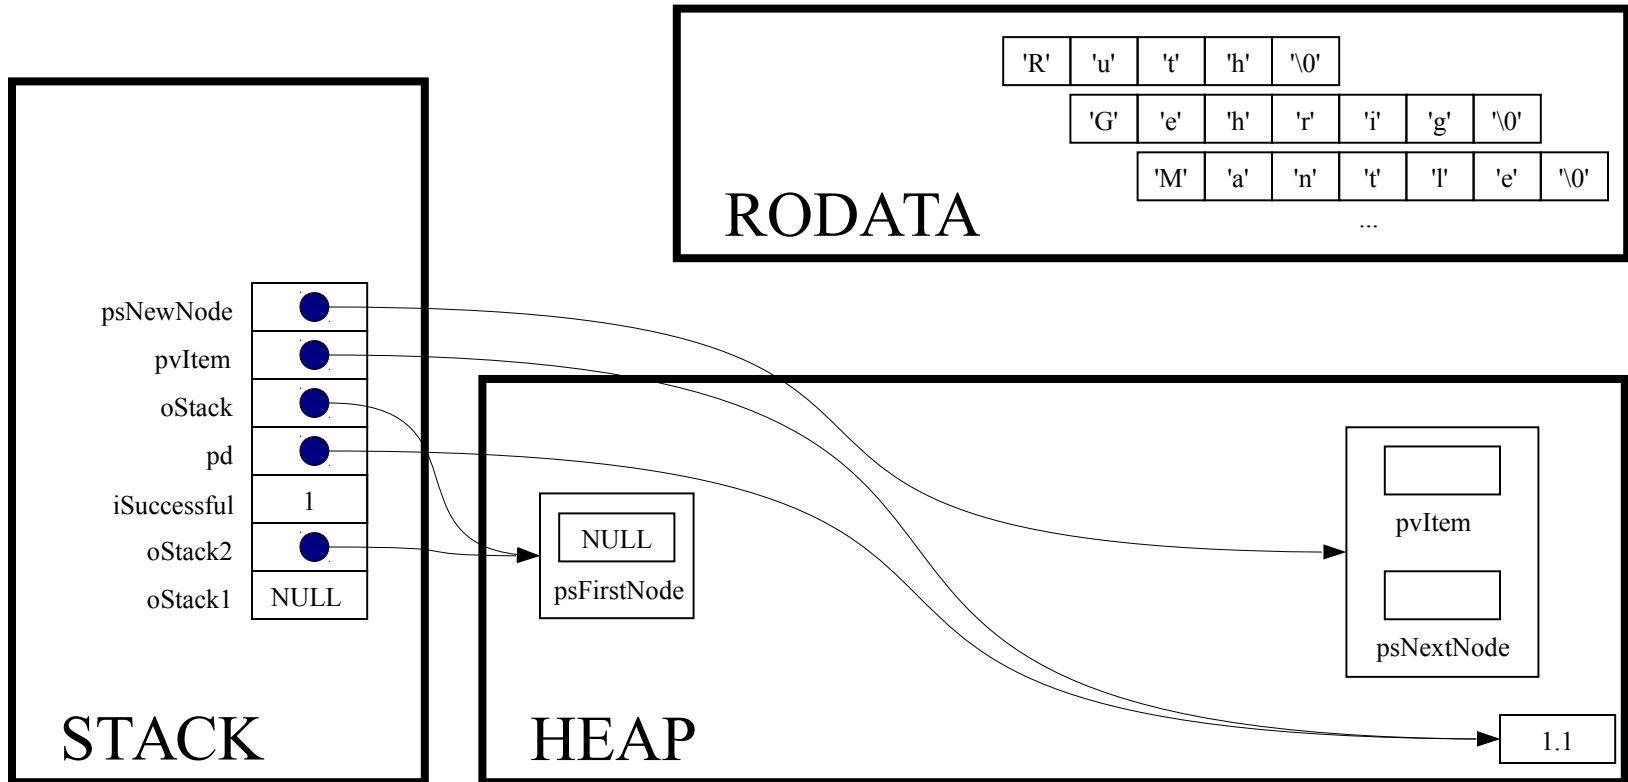 'R' 'u' 't' 'h' '\0'
'G' 'e' 'h' 'r' 'i' 'g' '\0'
'M' 'a' 'n' 't' 'l' 'e' '\0'
...
RODATA
psNewNode
pvItem
oStack
pd
iSuccessful 1
oStack2
oStack1 NULL
STACK
NULL
psFirstNode
pvItem
psNextNode
1.1
HEAP